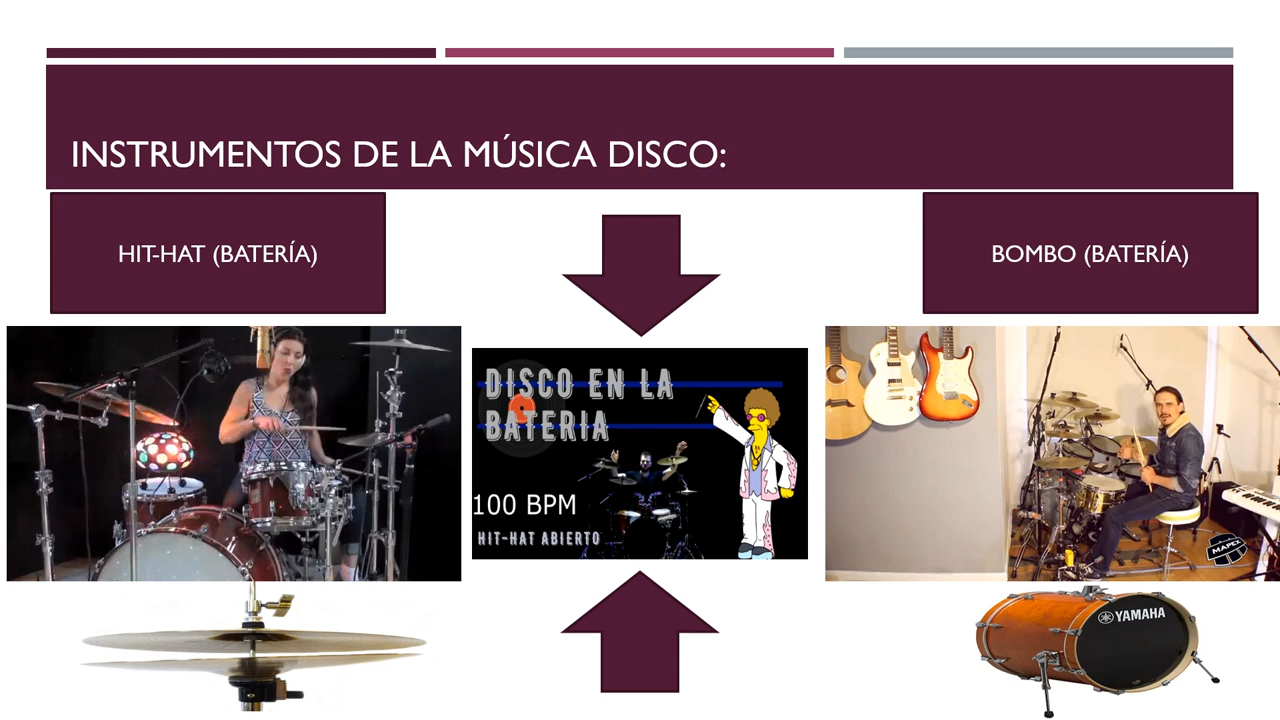 INSTRUMENTOS DE LA MÚSICA DISCO:
HIT-HAT (BATERÍA)
BOMBO (BATERÍA)
DISCO EN LA
BATERIA
100 BPM
HIT-HAT ABIERTO
MAPEX
YAMAHA